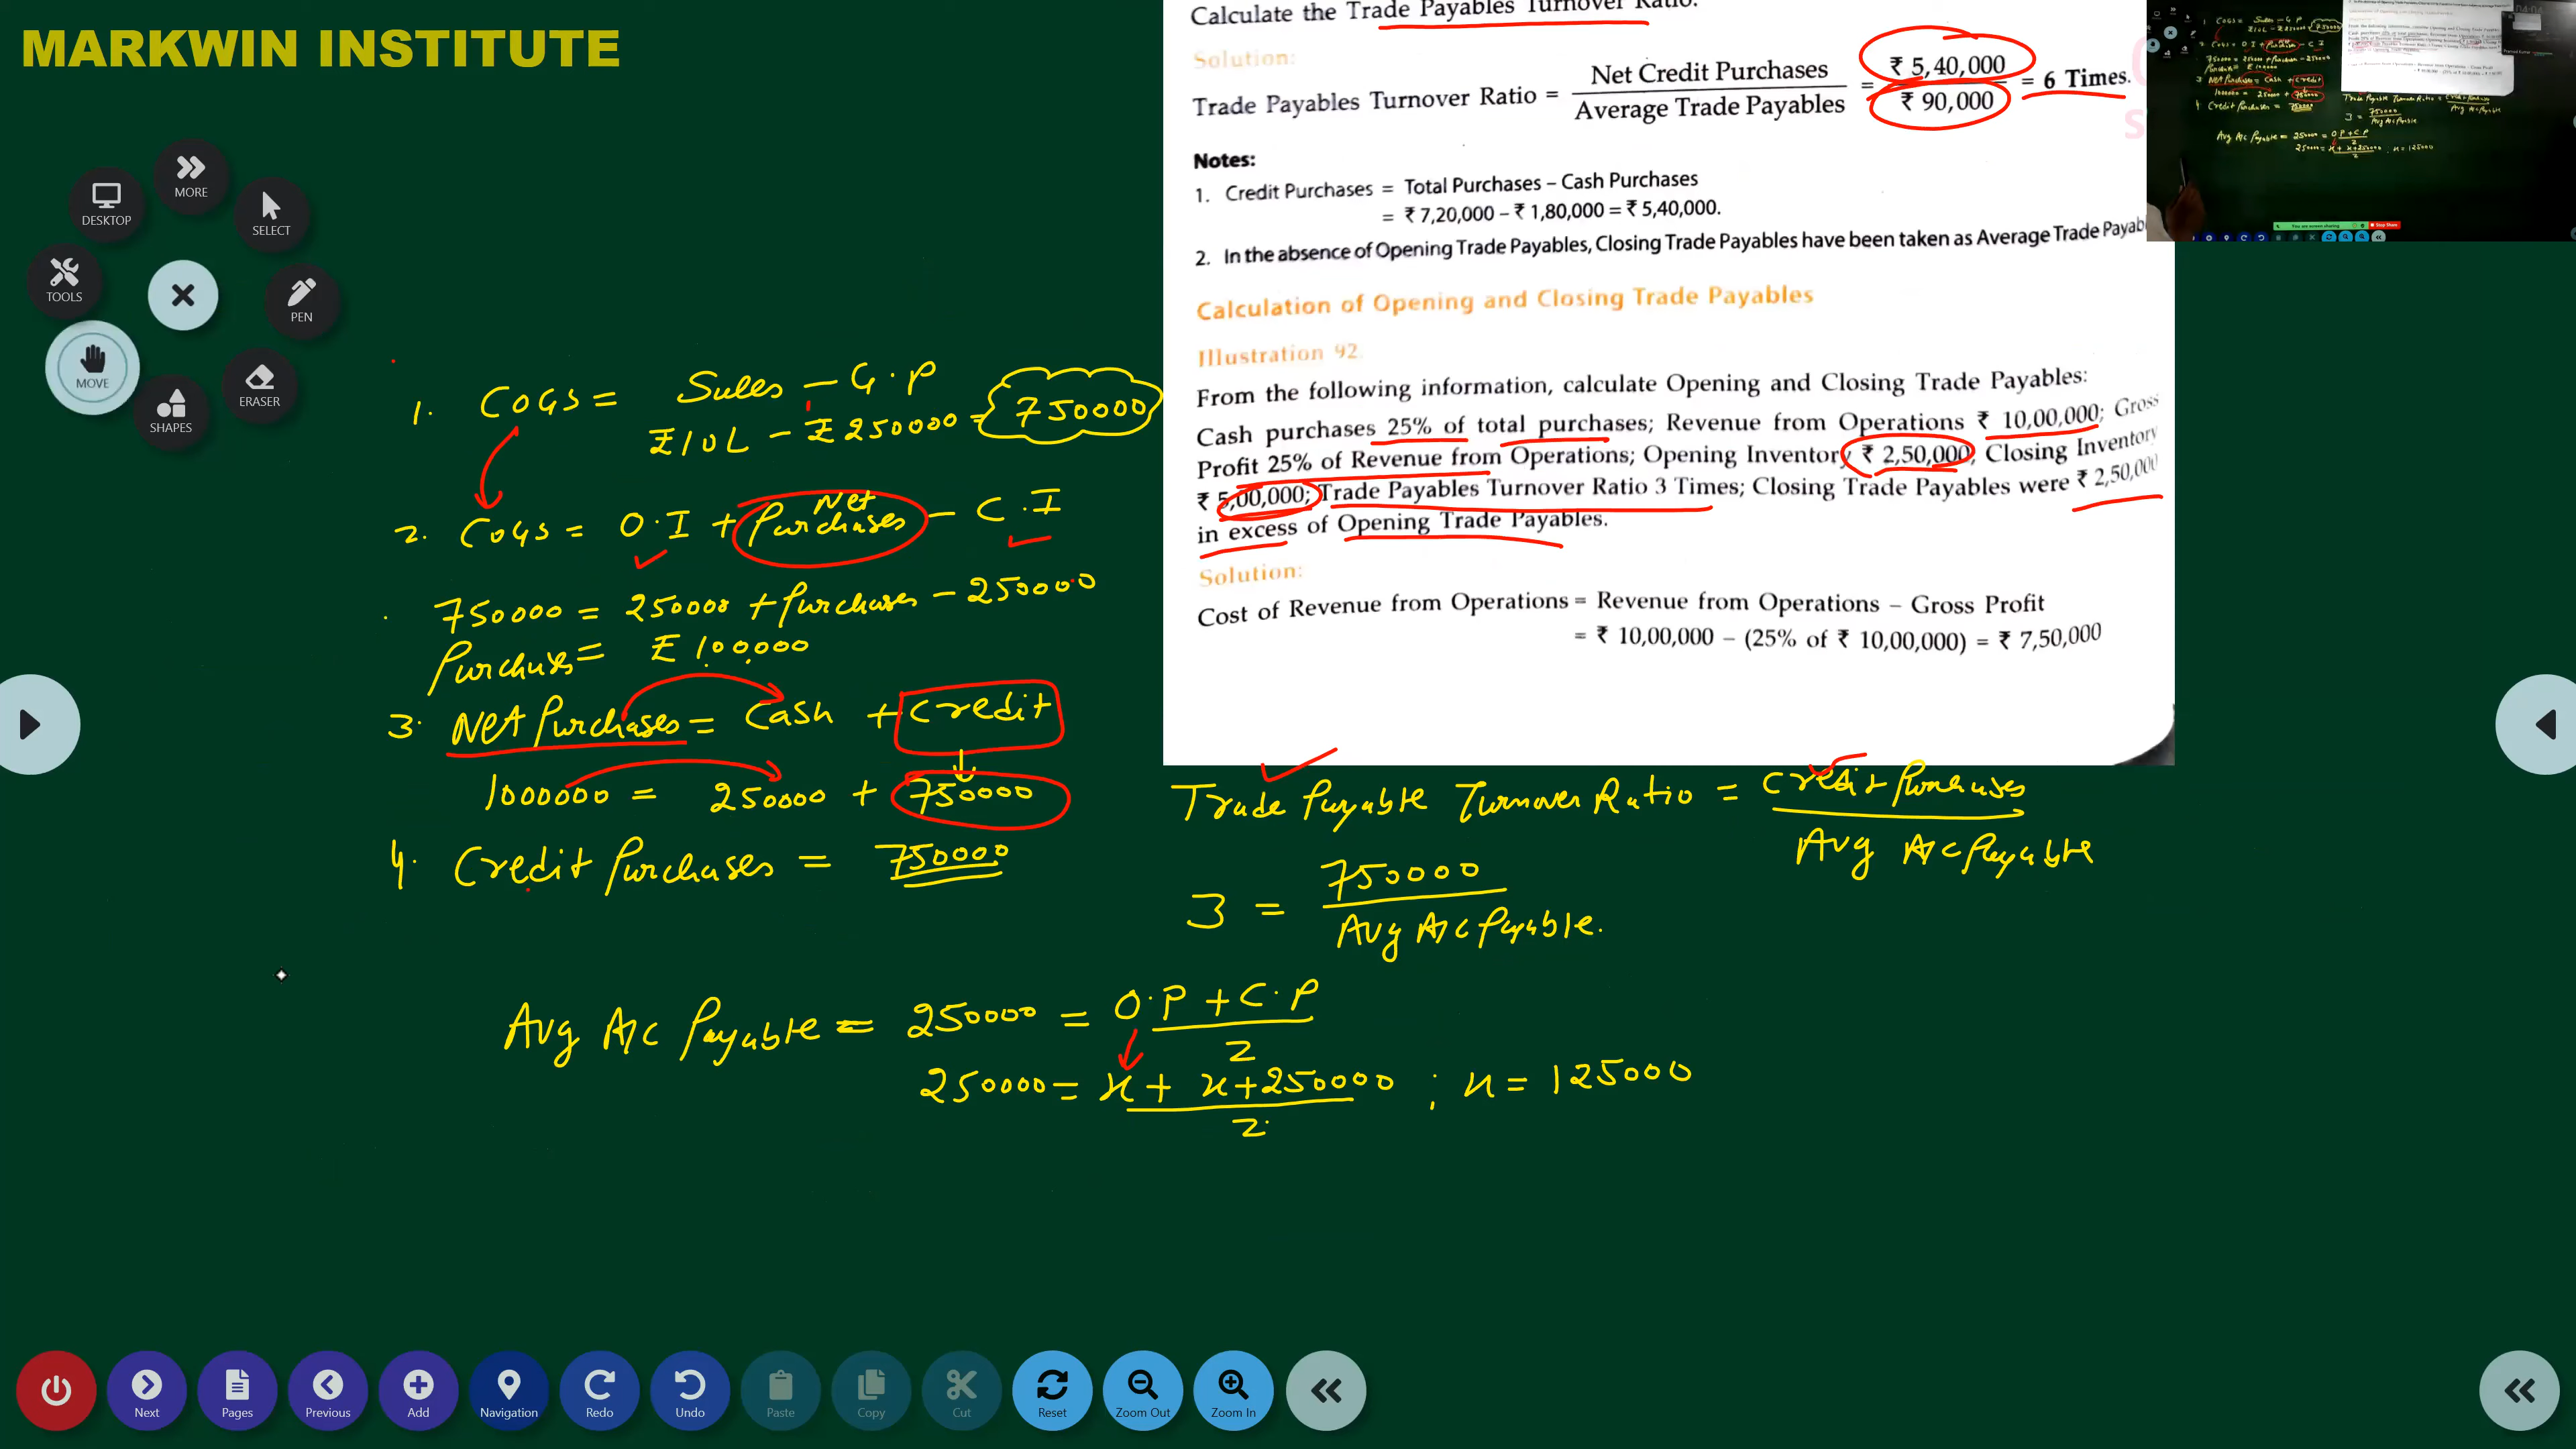 MARKWIN INSTITUTE
MORE
DESKTOP
SELECT
TOOLS
PEN
MOVE
ERASER
SHAPES
Calculate the Trade Payables Turnover Ratio.
Solution:
Trade Payables Turnover Ratio = Net Credit Purchases / Average Trade Payables = ₹ 5,40,000 / ₹ 90,000 = 6 Times.
Notes:
1. Credit Purchases = Total Purchases – Cash Purchases
= ₹ 7,20,000 – ₹ 1,80,000 = ₹ 5,40,000.
2. In the absence of Opening Trade Payables, Closing Trade Payables have been taken as Average Trade Payab
Calculation of Opening and Closing Trade Payables
Illustration 92.
From the following information, calculate Opening and Closing Trade Payables:
Cash purchases 25% of total purchases; Revenue from Operations ₹ 10,00,000; Gross
Profit 25% of Revenue from Operations; Opening Inventory ₹ 2,50,000, Closing Inventory
₹ 5,00,000; Trade Payables Turnover Ratio 3 Times; Closing Trade Payables were ₹ 2,50,000
in excess of Opening Trade Payables.
Solution:
Cost of Revenue from Operations = Revenue from Operations – Gross Profit
= ₹ 10,00,000 – (25% of ₹ 10,00,000) = ₹ 7,50,000
1. COGS = Sales – G.P
₹10L – ₹250000 = 750000
2. COGS = O.I + Net Purchases – C.I
750000 = 250000 + Purchases – 250000
Purchases = ₹ 1,00,000
3. Net Purchases = Cash + Credit
1000000 = 250000 + 750000
4. Credit Purchases = 750000
Trade Payable Turnover Ratio = Credit Purchases / Avg A/c Payable
3 = 750000 / Avg A/c Payable.
Avg A/c Payable = 250000 = O.P + C.P / 2
250000 = x + x+250000 / 2 ; x = 125000
Next
Pages
Previous
Add
Navigation
Redo
Undo
Paste
Copy
Cut
Reset
Zoom Out
Zoom In